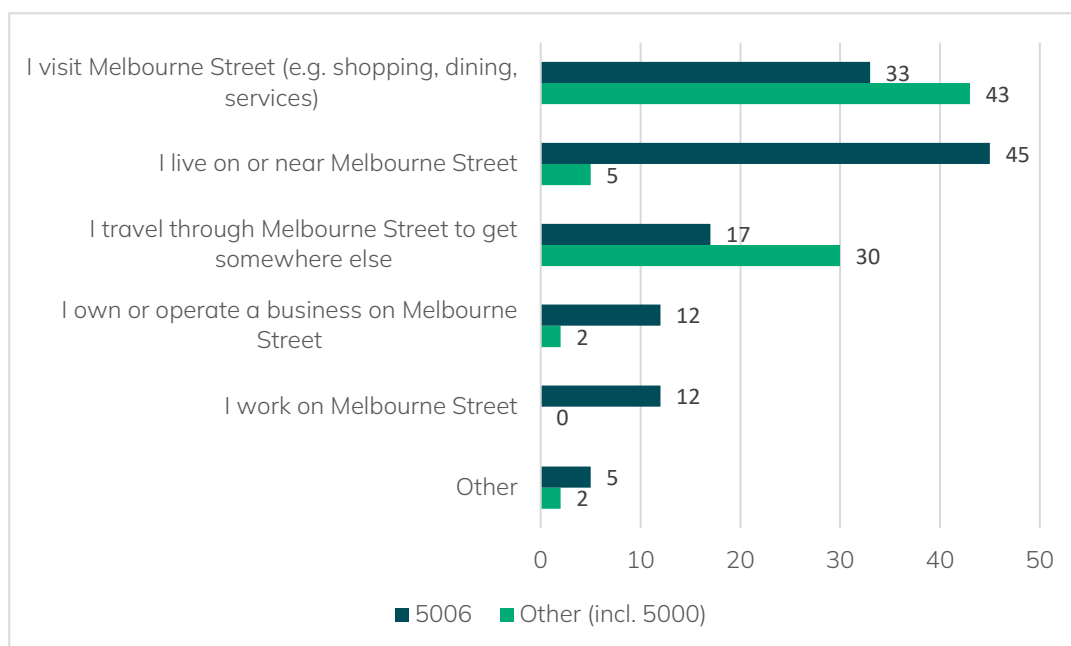 I visit Melbourne Street (e.g. shopping, dining,
services)
33
43
I live on or near Melbourne Street
45
5
I travel through Melbourne Street to get
somewhere else
17
30
I own or operate a business on Melbourne
Street
12
2
I work on Melbourne Street
12
0
Other
5
2
0 10 20 30 40 50
5006 Other (incl. 5000)